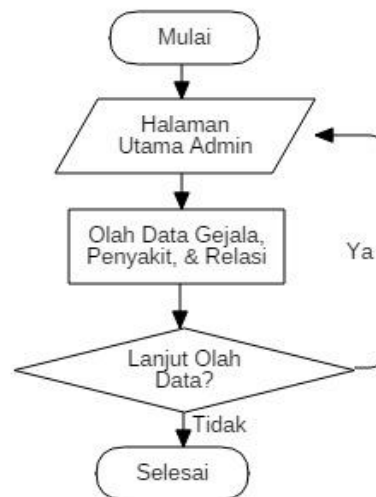 Mulai
Halaman
Utama Admin
Olah Data Gejala,
Penyakit, & Relasi
Ya
Lanjut Olah
Data?
Tidak
Selesai